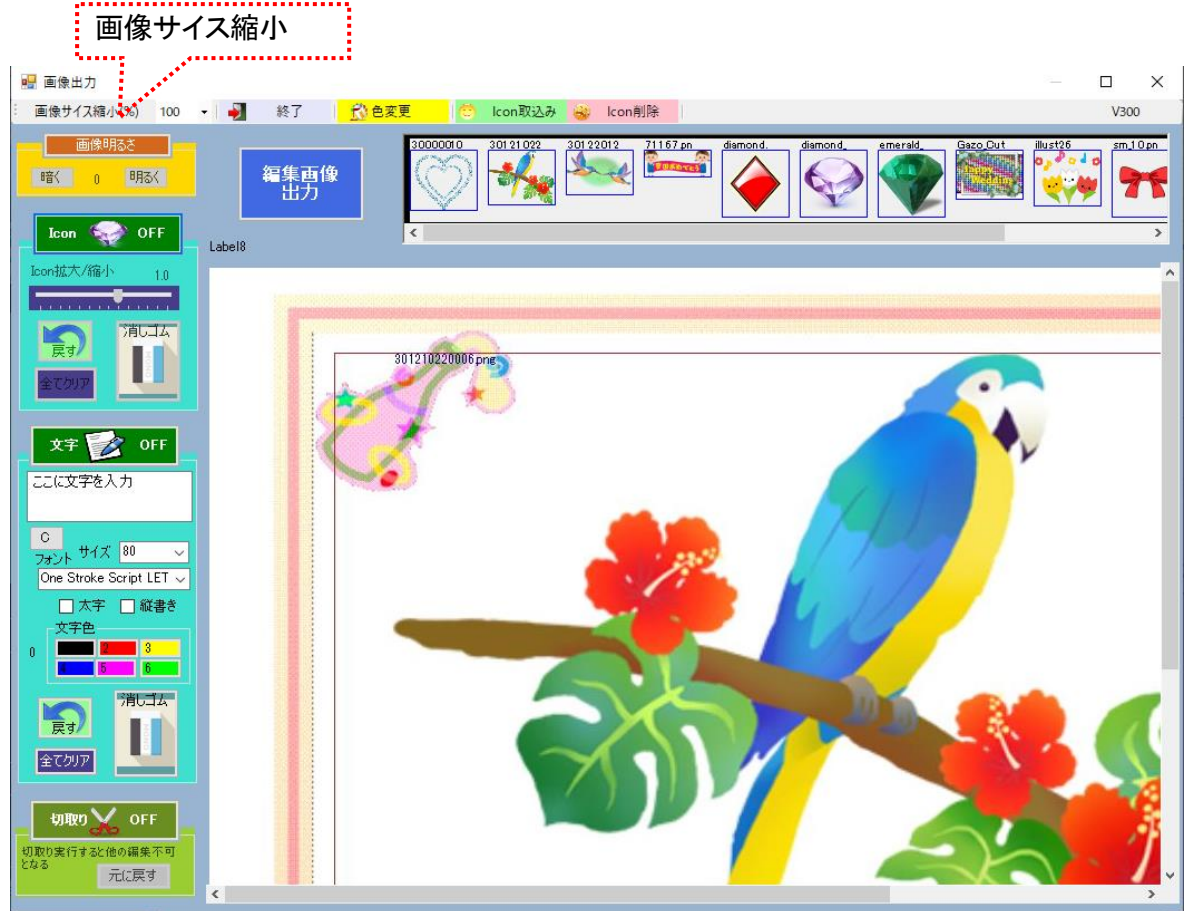 画像サイス縮小
画像出力
画像サイス縮小(%) 100 終了 色変更 Icon取込み Icon削除 V300
画像明るさ
暗く 0 明るく
編集画像
出力
30000010 30121022 30122012 71167.pn diamond. diamond_ emerald_ Gazo_Cut illust26 sm_10.pn
Happy
Wedding
Icon OFF
Label8
Icon拡大/縮小 1.0
戻す
消しゴム
全てクリア
301210220006.png
文字 OFF
ここに文字を入力
C
フォント サイズ 80
One Stroke Script LET
太字 縦書き
文字色
0 2 3
4 5 6
戻す
消しゴム
全てクリア
切取り OFF
切取り実行すると他の編集不可
となる
元に戻す